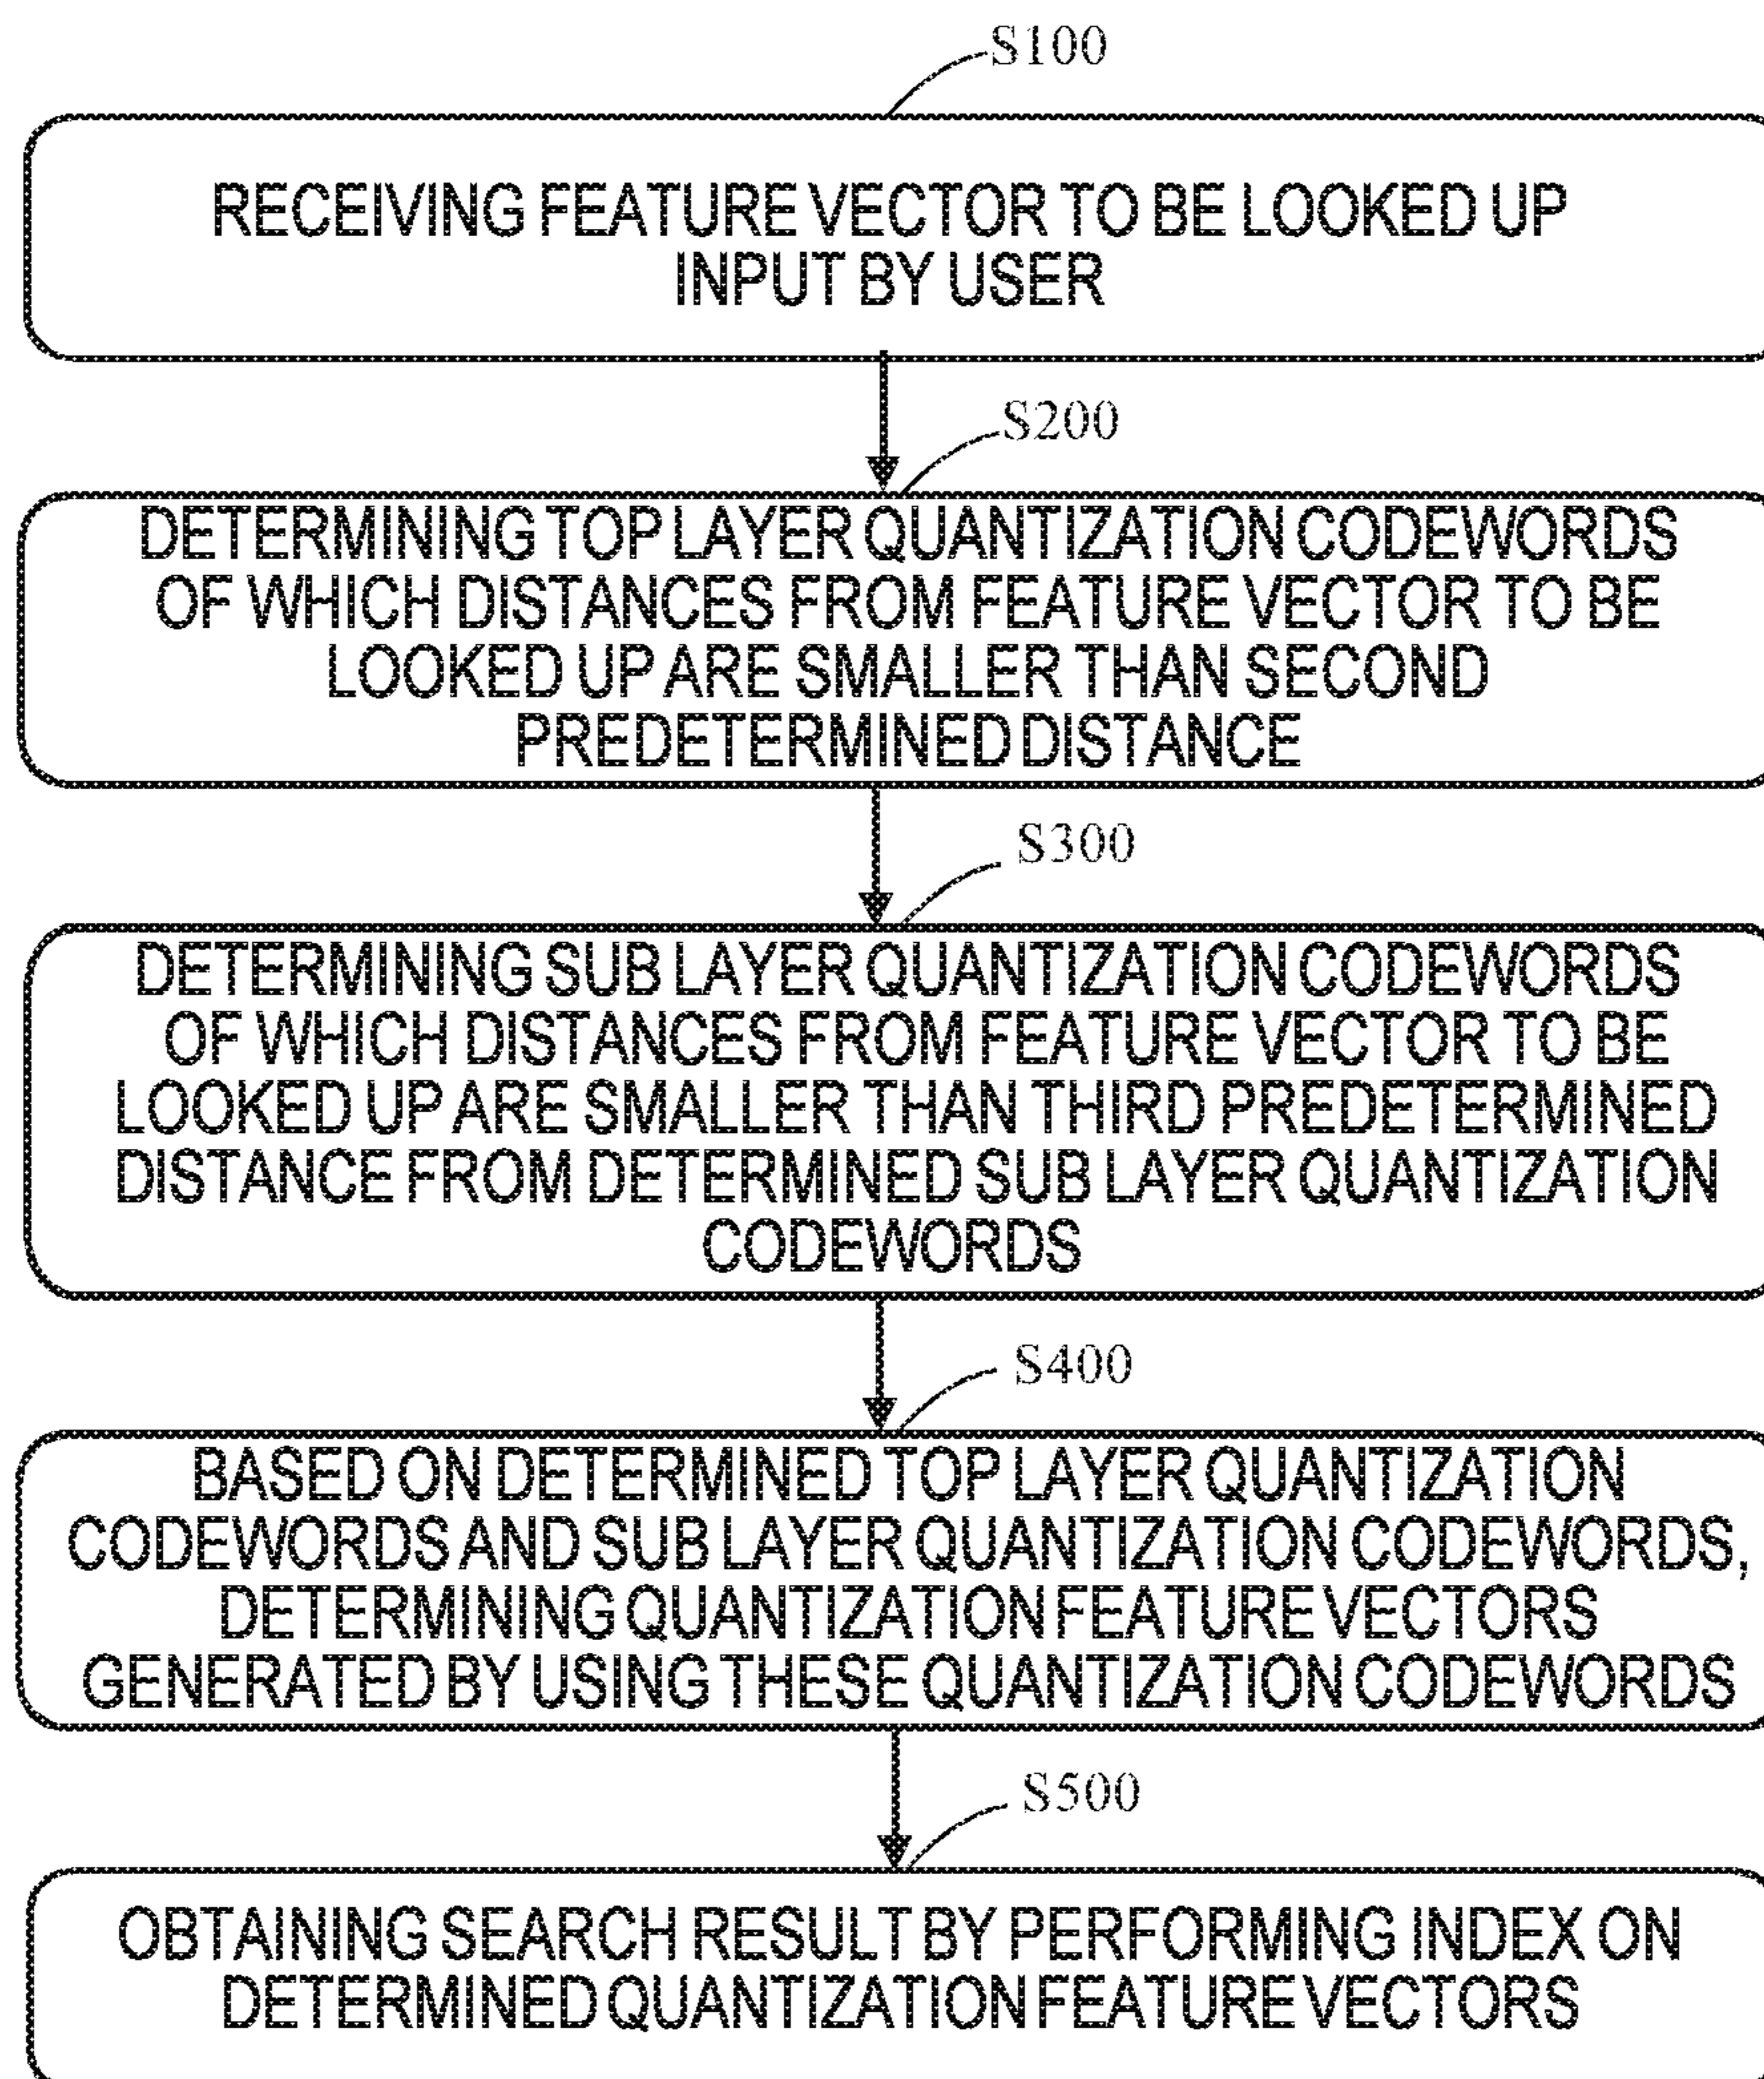 S100
RECEIVING FEATURE VECTOR TO BE LOOKED UP
INPUT BY USER
S200
DETERMINING TOP LAYER QUANTIZATION CODEWORDS
OF WHICH DISTANCES FROM FEATURE VECTOR TO BE
LOOKED UP ARE SMALLER THAN SECOND
PREDETERMINED DISTANCE
S300
DETERMINING SUB LAYER QUANTIZATION CODEWORDS
OF WHICH DISTANCES FROM FEATURE VECTOR TO BE
LOOKED UP ARE SMALLER THAN THIRD PREDETERMINED
DISTANCE FROM DETERMINED SUB LAYER QUANTIZATION
CODEWORDS
S400
BASED ON DETERMINED TOP LAYER QUANTIZATION
CODEWORDS AND SUB LAYER QUANTIZATION CODEWORDS,
DETERMINING QUANTIZATION FEATURE VECTORS
GENERATED BY USING THESE QUANTIZATION CODEWORDS
S500
OBTAINING SEARCH RESULT BY PERFORMING INDEX ON
DETERMINED QUANTIZATION FEATURE VECTORS